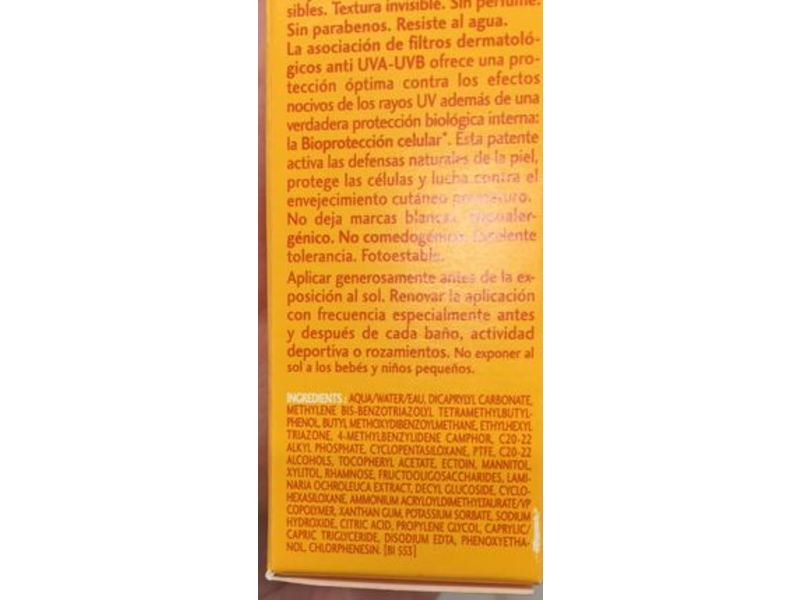 sibles. Textura invisible. Sin perfume.
Sin parabenos. Resiste al agua.
La asociación de filtros dermatoló-
gicos anti UVA-UVB ofrece una pro-
tección óptima contra los efectos
nocivos de los rayos UV además de una
verdadera protección biológica interna:
la Bioprotección celular*. Esta patente
activa las defensas naturales de la piel,
protege las células y lucha contra el
envejecimiento cutáneo prematuro.
No deja marcas blancas. Hipoaler-
génico. No comedogénico. Excelente
tolerancia. Fotoestable.
Aplicar generosamente antes de la ex-
posición al sol. Renovar la aplicación
con frecuencia especialmente antes
y después de cada baño, actividad
deportiva o rozamientos. No exponer al
sol a los bebés y niños pequeños.
INGREDIENTS : AQUA/WATER/EAU, DICAPRYLYL CARBONATE,
METHYLENE BIS-BENZOTRIAZOLYL TETRAMETHYLBUTYL-
PHENOL, BUTYL METHOXYDIBENZOYLMETHANE, ETHYLHEXYL
TRIAZONE, 4-METHYLBENZYLIDENE CAMPHOR, C20-22
ALKYL PHOSPHATE, CYCLOPENTASILOXANE, PTFE, C20-22
ALCOHOLS, TOCOPHERYL ACETATE, ECTOIN, MANNITOL,
XYLITOL, RHAMNOSE, FRUCTOOLIGOSACCHARIDES, LAMI-
NARIA OCHROLEUCA EXTRACT, DECYL GLUCOSIDE, CYCLO-
HEXASILOXANE, AMMONIUM ACRYLOYLDIMETHYLTAURATE/VP
COPOLYMER, XANTHAN GUM, POTASSIUM SORBATE, SODIUM
HYDROXIDE, CITRIC ACID, PROPYLENE GLYCOL, CAPRYLIC/
CAPRIC TRIGLYCERIDE, DISODIUM EDTA, PHENOXYETHA-
NOL, CHLORPHENESIN. [BI 553]